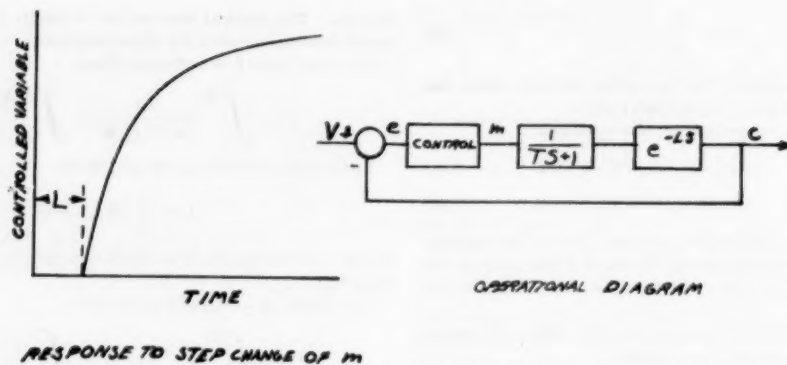 CONTROLLED VARIABLE
L
TIME
RESPONSE TO STEP CHANGE OF m
e
CONTROL
m
1
TS+1
e^-LS
c
-
OPERATIONAL DIAGRAM